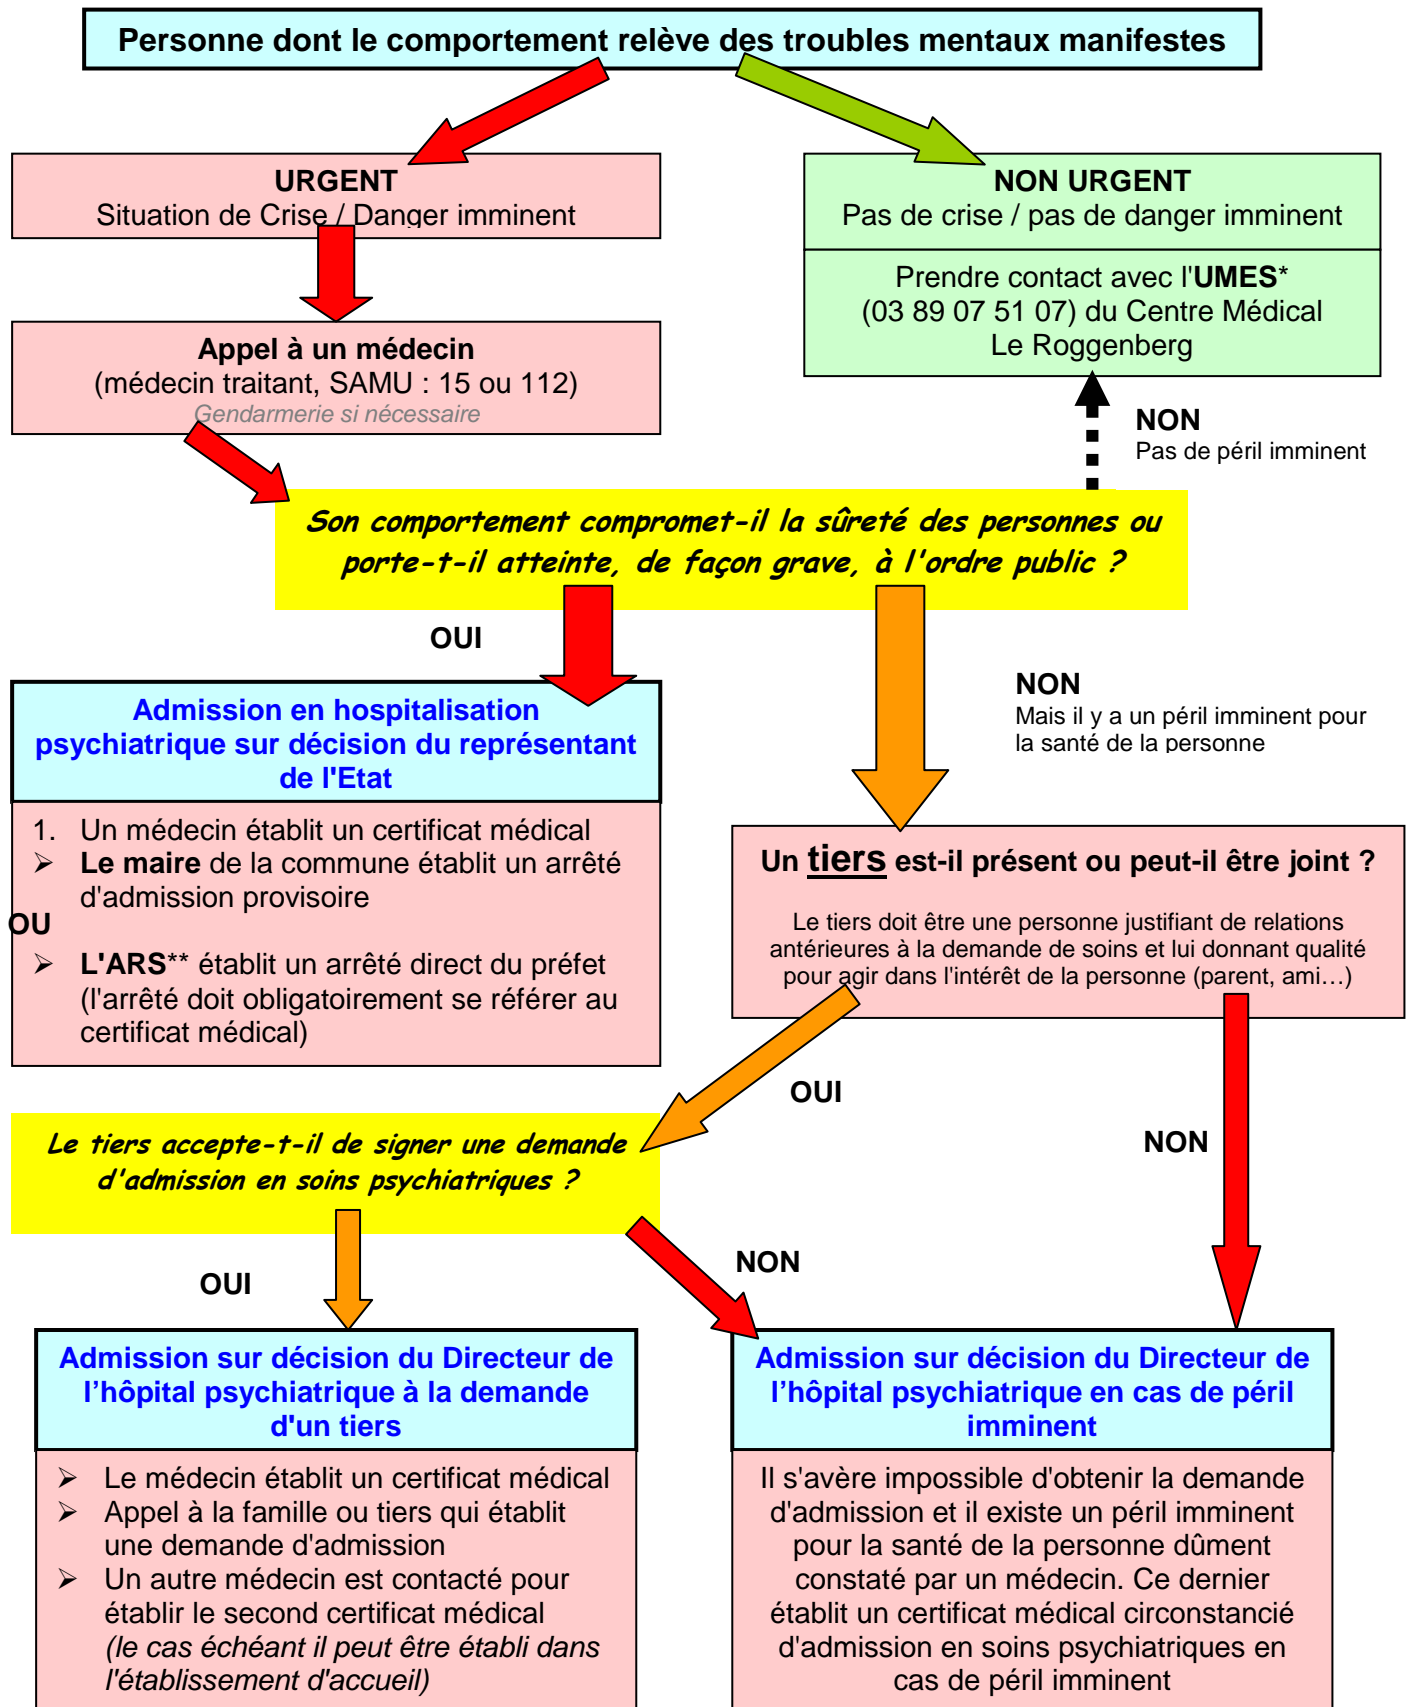 Personne dont le comportement relève des troubles mentaux manifestes
URGENT
Situation de Crise / Danger imminent
NON URGENT
Pas de crise / pas de danger imminent
Prendre contact avec l'UMES*
(03 89 07 51 07) du Centre Médical
Le Roggenberg
Appel à un médecin
(médecin traitant, SAMU : 15 ou 112)
Gendarmerie si nécessaire
NON
Pas de péril imminent
Son comportement compromet-il la sûreté des personnes ou
porte-t-il atteinte, de façon grave, à l'ordre public ?
OUI
NON
Mais il y a un péril imminent pour
la santé de la personne
Admission en hospitalisation
psychiatrique sur décision du représentant
de l'Etat
1. Un médecin établit un certificat médical
➢ Le maire de la commune établit un arrêté
d'admission provisoire
OU
➢ L'ARS** établit un arrêté direct du préfet
(l'arrêté doit obligatoirement se référer au
certificat médical)
Un tiers est-il présent ou peut-il être joint ?
Le tiers doit être une personne justifiant de relations
antérieures à la demande de soins et lui donnant qualité
pour agir dans l'intérêt de la personne (parent, ami…)
OUI
NON
Le tiers accepte-t-il de signer une demande
d'admission en soins psychiatriques ?
OUI
NON
Admission sur décision du Directeur de
l’hôpital psychiatrique à la demande
d'un tiers
➢ Le médecin établit un certificat médical
➢ Appel à la famille ou tiers qui établit
une demande d'admission
➢ Un autre médecin est contacté pour
établir le second certificat médical
(le cas échéant il peut être établi dans
l'établissement d'accueil)
Admission sur décision du Directeur de
l’hôpital psychiatrique en cas de péril
imminent
Il s'avère impossible d'obtenir la demande
d'admission et il existe un péril imminent
pour la santé de la personne dûment
constaté par un médecin. Ce dernier
établit un certificat médical circonstancié
d'admission en soins psychiatriques en
cas de péril imminent